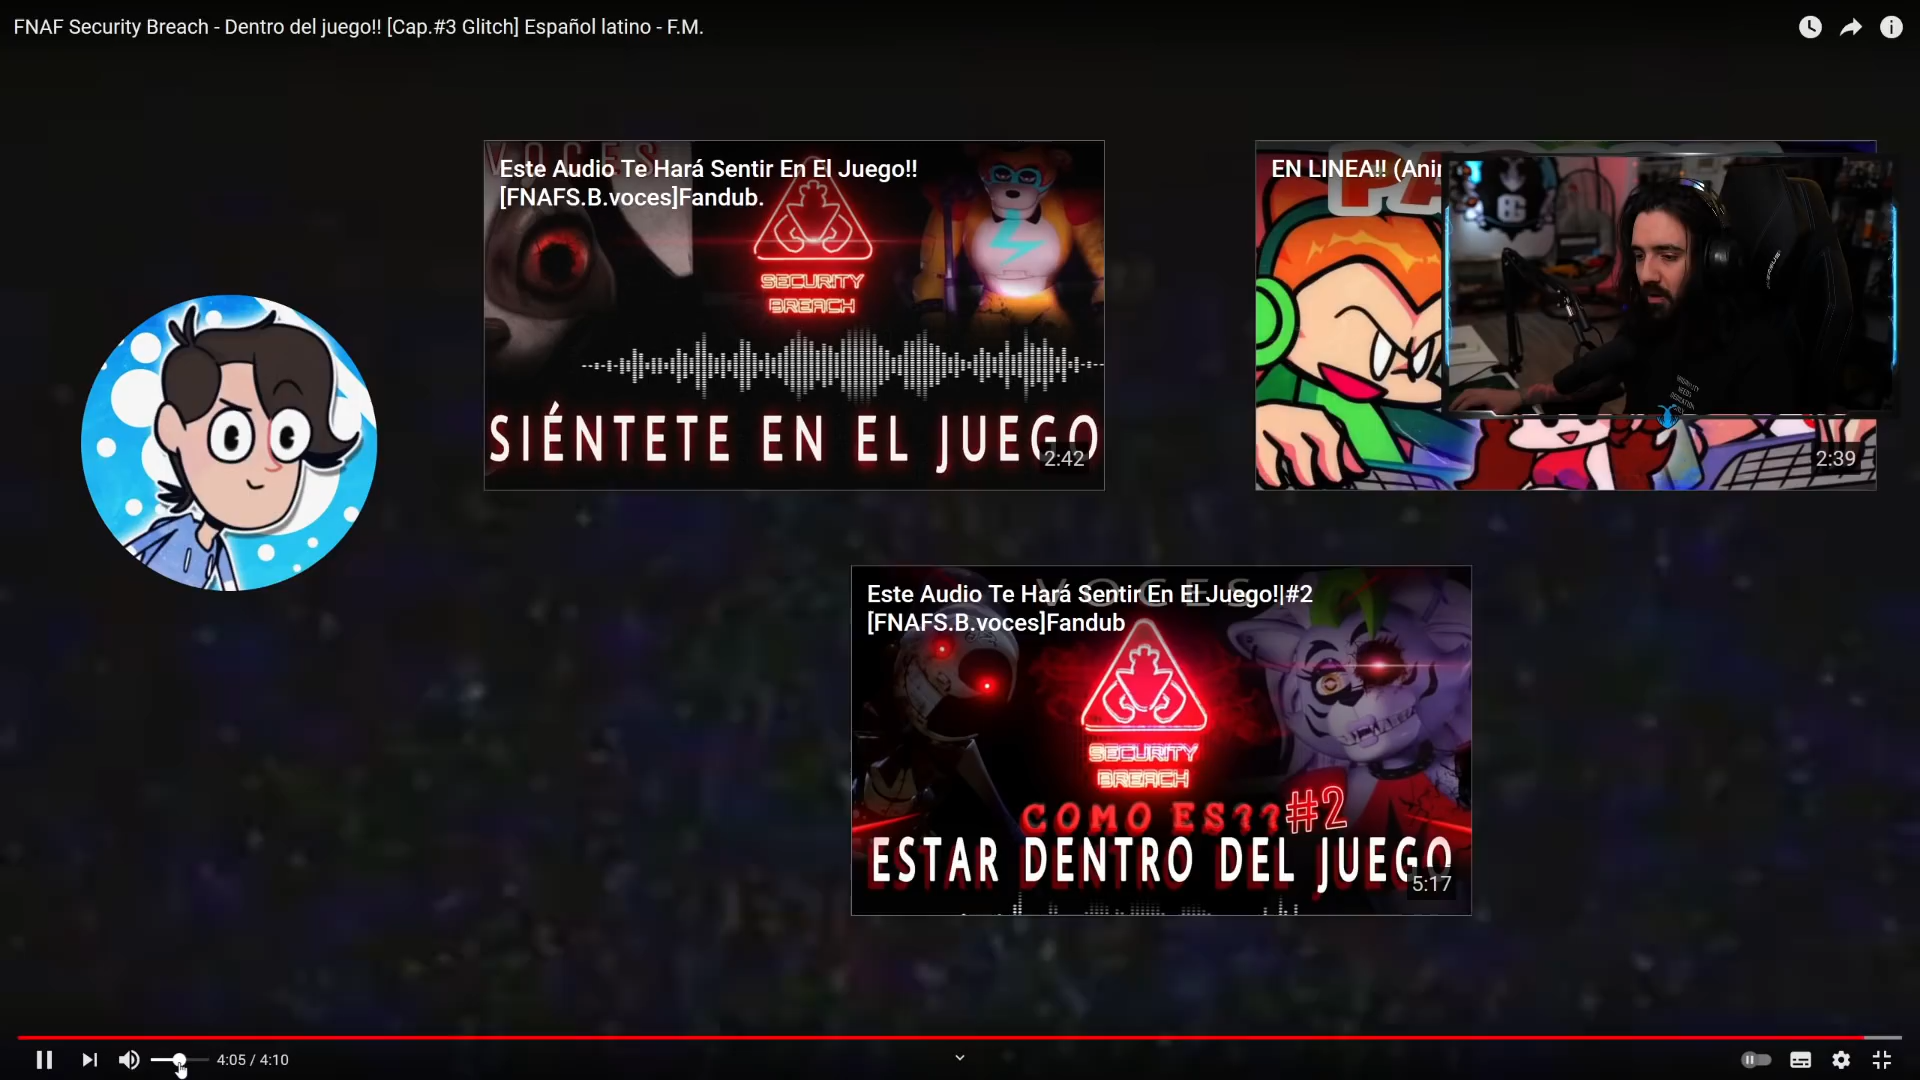 FNAF Security Breach - Dentro del juego!! [Cap.#3 Glitch] Español latino - F.M.
VOCES
Este Audio Te Hará Sentir En El Juego!!
[FNAFS.B.voces]Fandub.
SECURITY
BREACH
SIÉNTETE EN EL JUEGO
2:42
EN LINEA!! (Ani
2:39
VOCES
Este Audio Te Hará Sentir En El Juego!!|#2
[FNAFS.B.voces]Fandub
SECURITY
BREACH
COMO ES??#2
ESTAR DENTRO DEL JUEGO
5:17
4:05 / 4:10